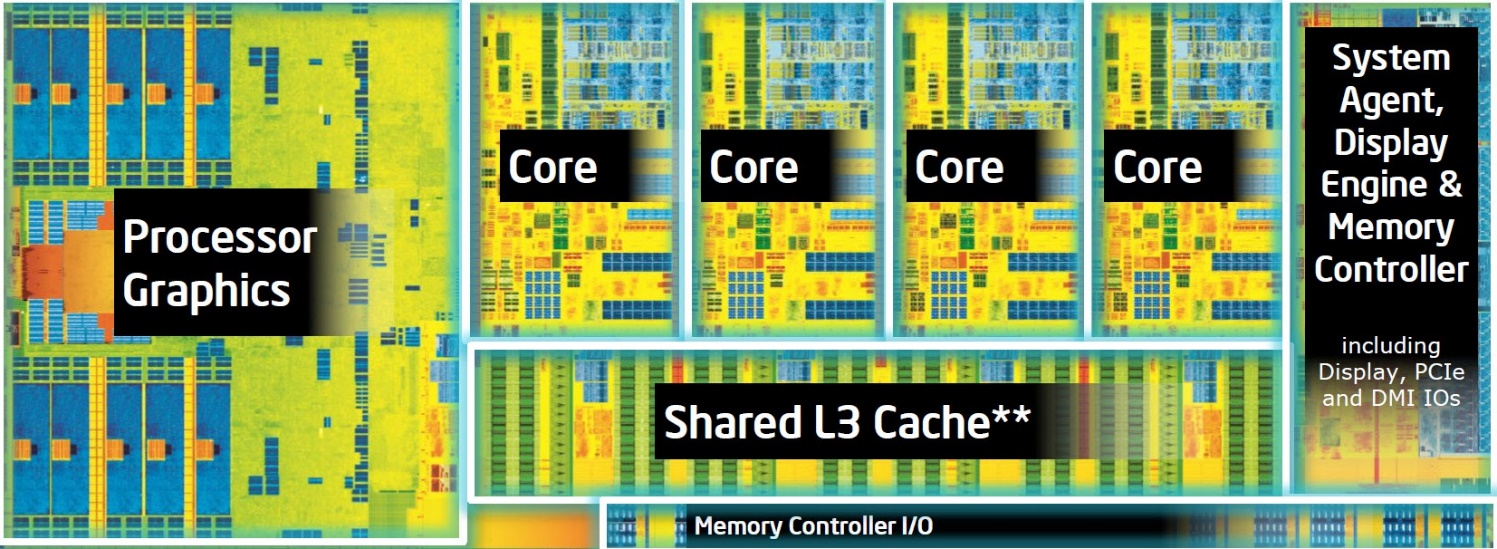 Processor
Graphics
Core
Core
Core
Core
System
Agent,
Display
Engine &
Memory
Controller
including
Display, PCIe
and DMI IOs
Shared L3 Cache**
Memory Controller I/O